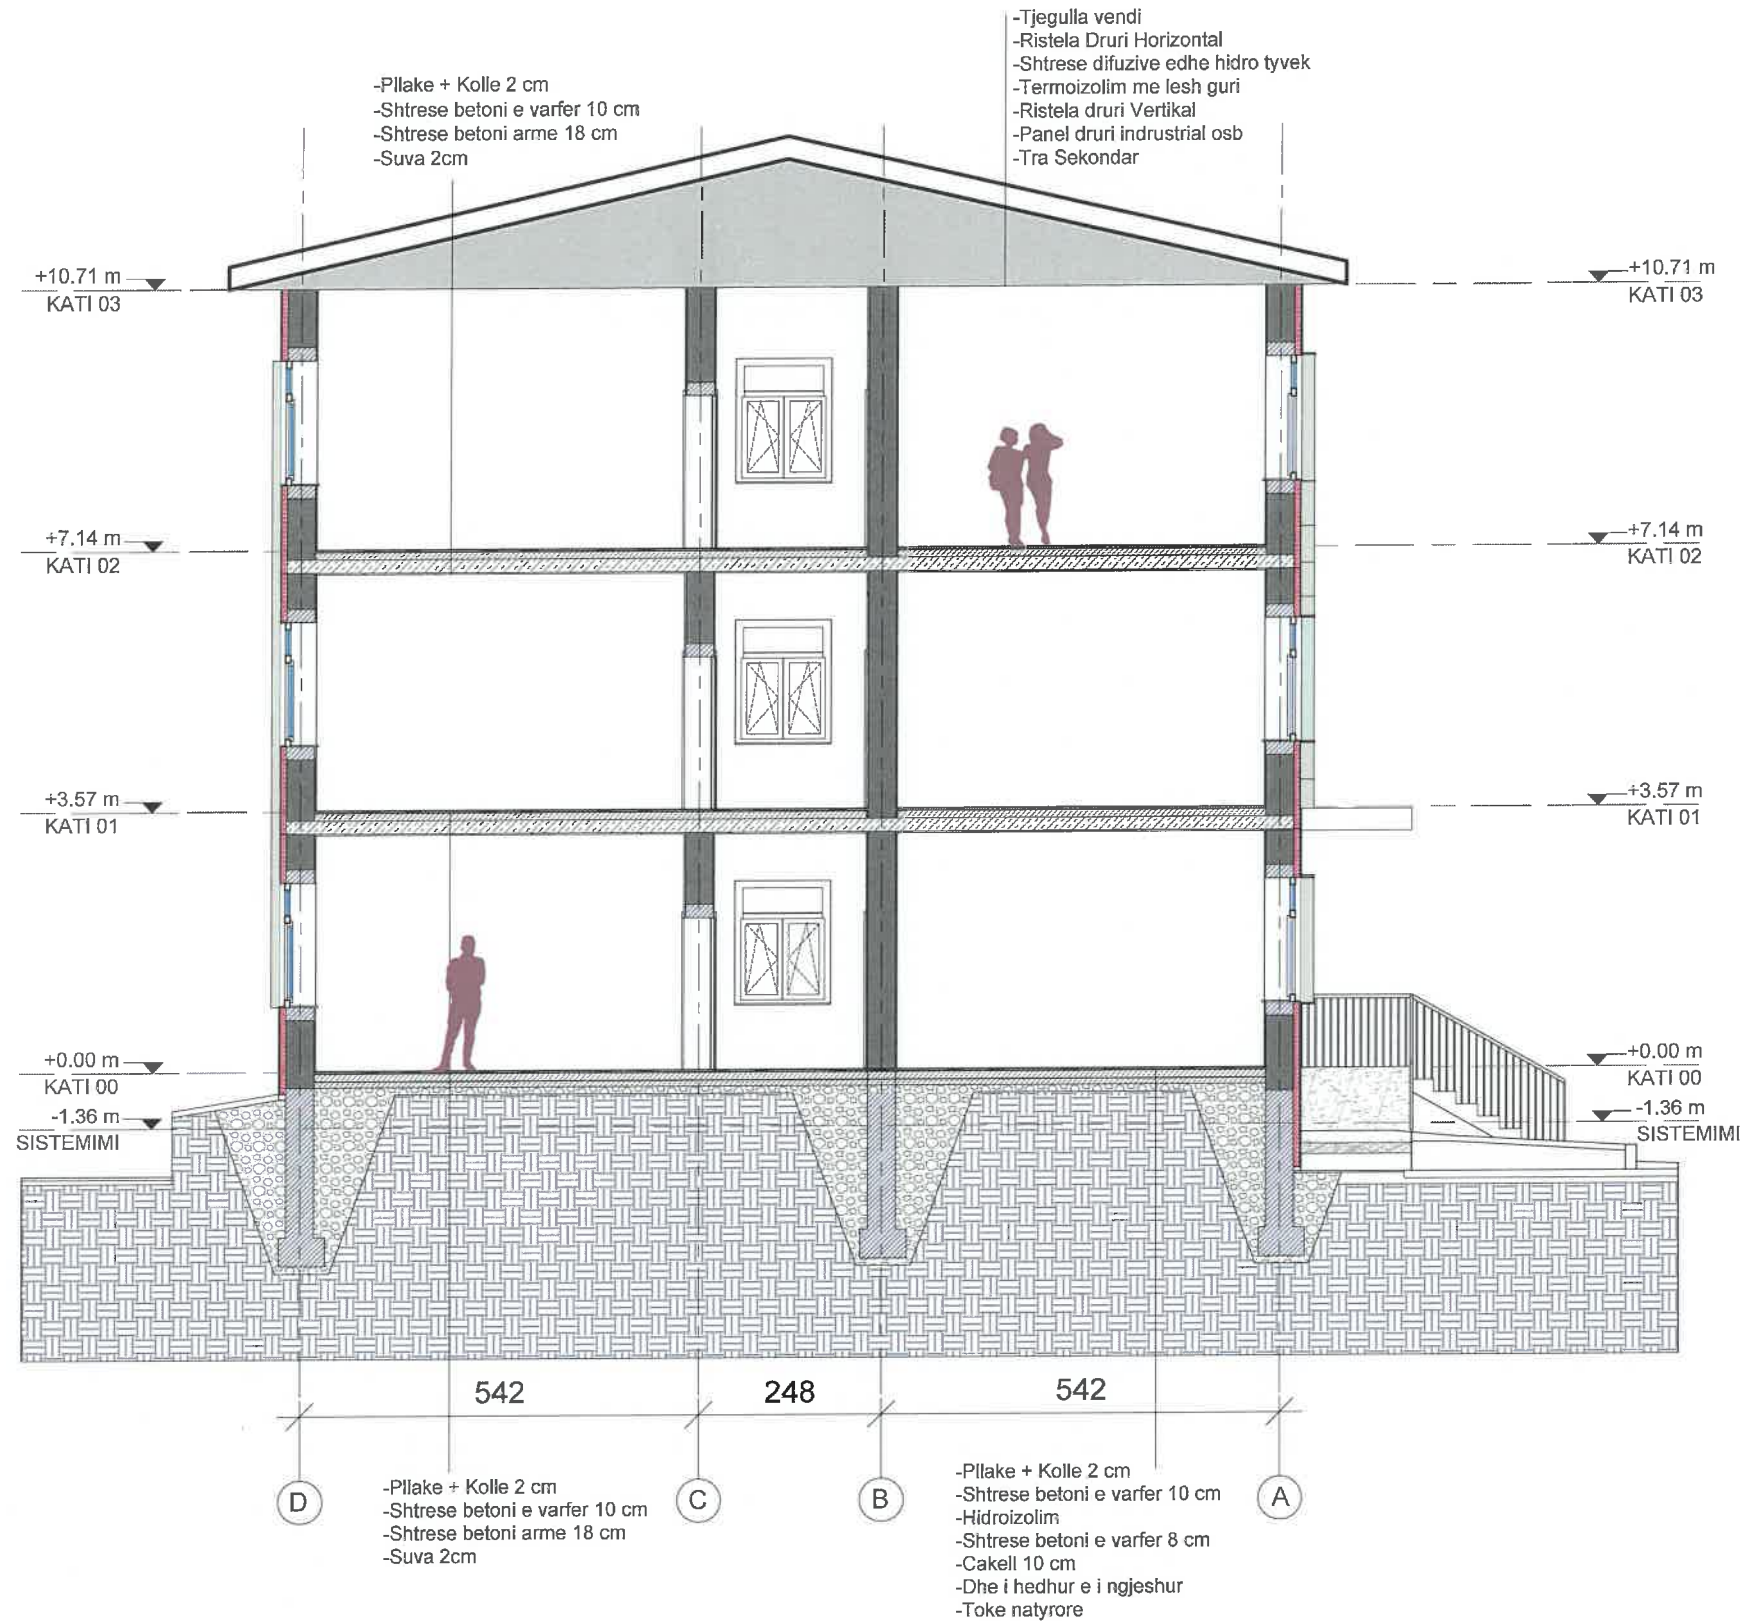 -Tjegulla vendi
-Ristela Druri Horizontal
-Shtrese difuzive edhe hidro tyvek
-Termoizolim me lesh guri
-Ristela druri Vertikal
-Panel druri indrustrial osb
-Tra Sekondar
-Pllake + Kolle 2 cm
-Shtrese betoni e varfer 10 cm
-Shtrese betoni arme 18 cm
-Suva 2cm
+10.71 m
KATI 03
+10.71 m
KATI 03
+7.14 m
KATI 02
+7.14 m
KATI 02
+3.57 m
KATI 01
+3.57 m
KATI 01
+0.00 m
KATI 00
+0.00 m
KATI 00
-1.36 m
SISTEMIMI
-1.36 m
SISTEMIMI
542
248
542
D
C
B
A
-Pllake + Kolle 2 cm
-Shtrese betoni e varfer 10 cm
-Shtrese betoni arme 18 cm
-Suva 2cm
-Pllake + Kolle 2 cm
-Shtrese betoni e varfer 10 cm
-Hidroizolim
-Shtrese betoni e varfer 8 cm
-Cakell 10 cm
-Dhe i hedhur e i ngjeshur
-Toke natyrore